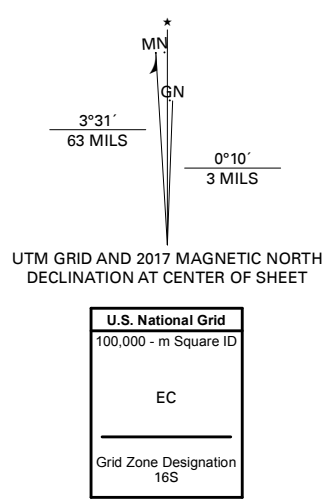 ★
MN
GN
3°31´
63 MILS
0°10´
3 MILS
UTM GRID AND 2017 MAGNETIC NORTH
DECLINATION AT CENTER OF SHEET
U.S. National Grid
100,000 - m Square ID
EC
Grid Zone Designation
16S